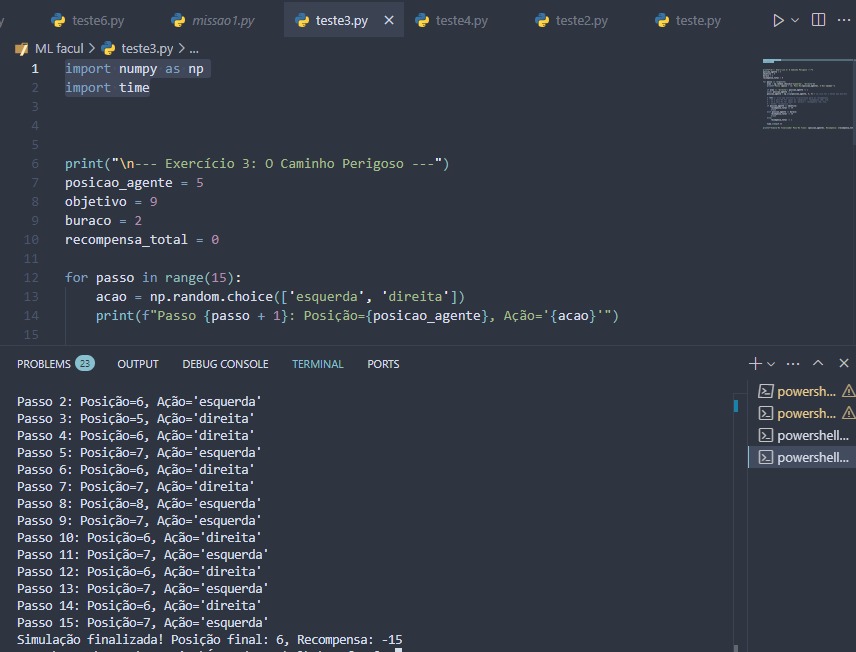 teste6.py missao1.py teste3.py teste4.py teste2.py teste.py
ML facul > teste3.py > ...
1 import numpy as np
2 import time
3
4
5
6 print("\n--- Exercício 3: O Caminho Perigoso ---")
7 posicao_agente = 5
8 objetivo = 9
9 buraco = 2
10 recompensa_total = 0
11
12 for passo in range(15):
13 acao = np.random.choice(['esquerda', 'direita'])
14 print(f"Passo {passo + 1}: Posição={posicao_agente}, Ação='{acao}'")
15
PROBLEMS 23 OUTPUT DEBUG CONSOLE TERMINAL PORTS
Passo 2: Posição=6, Ação='esquerda'
Passo 3: Posição=5, Ação='direita'
Passo 4: Posição=6, Ação='direita'
Passo 5: Posição=7, Ação='esquerda'
Passo 6: Posição=6, Ação='direita'
Passo 7: Posição=7, Ação='direita'
Passo 8: Posição=8, Ação='esquerda'
Passo 9: Posição=7, Ação='esquerda'
Passo 10: Posição=6, Ação='direita'
Passo 11: Posição=7, Ação='esquerda'
Passo 12: Posição=6, Ação='direita'
Passo 13: Posição=7, Ação='esquerda'
Passo 14: Posição=6, Ação='direita'
Passo 15: Posição=7, Ação='esquerda'
Simulação finalizada! Posição final: 6, Recompensa: -15
powersh...
powersh...
powershell...
powershell...